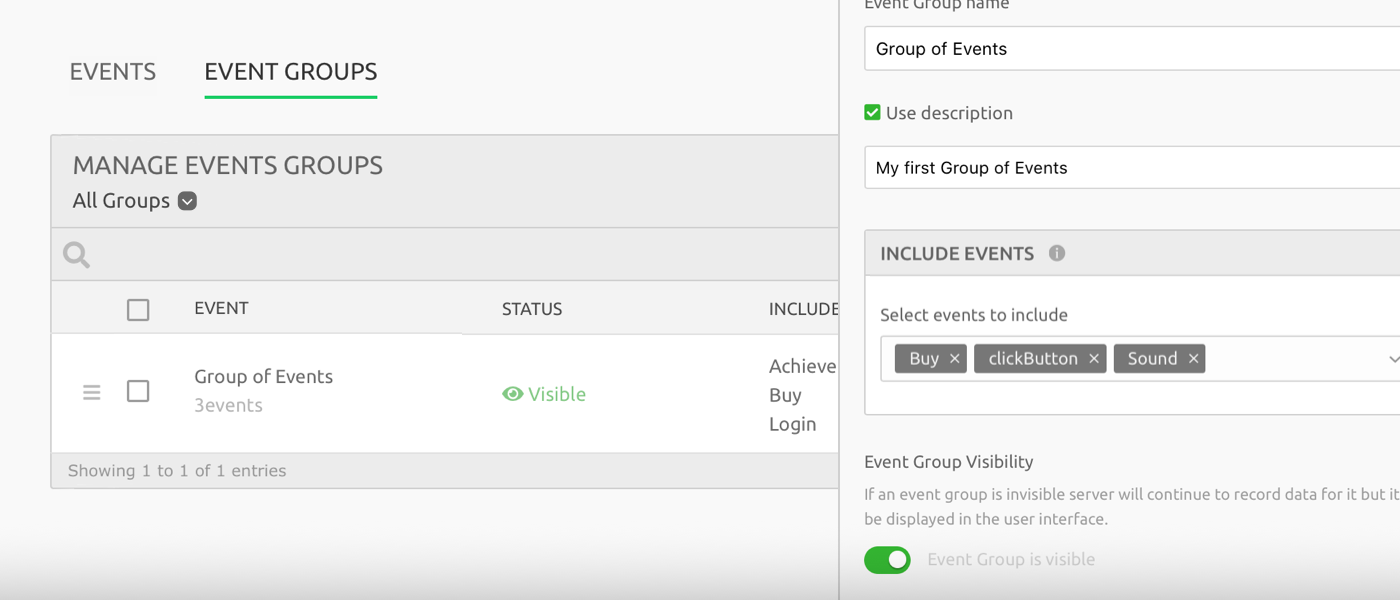 EVENTS EVENT GROUPS
MANAGE EVENTS GROUPS
All Groups
EVENT STATUS INCLUDE
Group of Events
3events
Visible
Achieve
Buy
Login
Showing 1 to 1 of 1 entries
Event Group name
Group of Events
Use description
My first Group of Events
INCLUDE EVENTS
Select events to include
Buy × clickButton × Sound ×
Event Group Visibility
If an event group is invisible server will continue to record data for it but it
be displayed in the user interface.
Event Group is visible